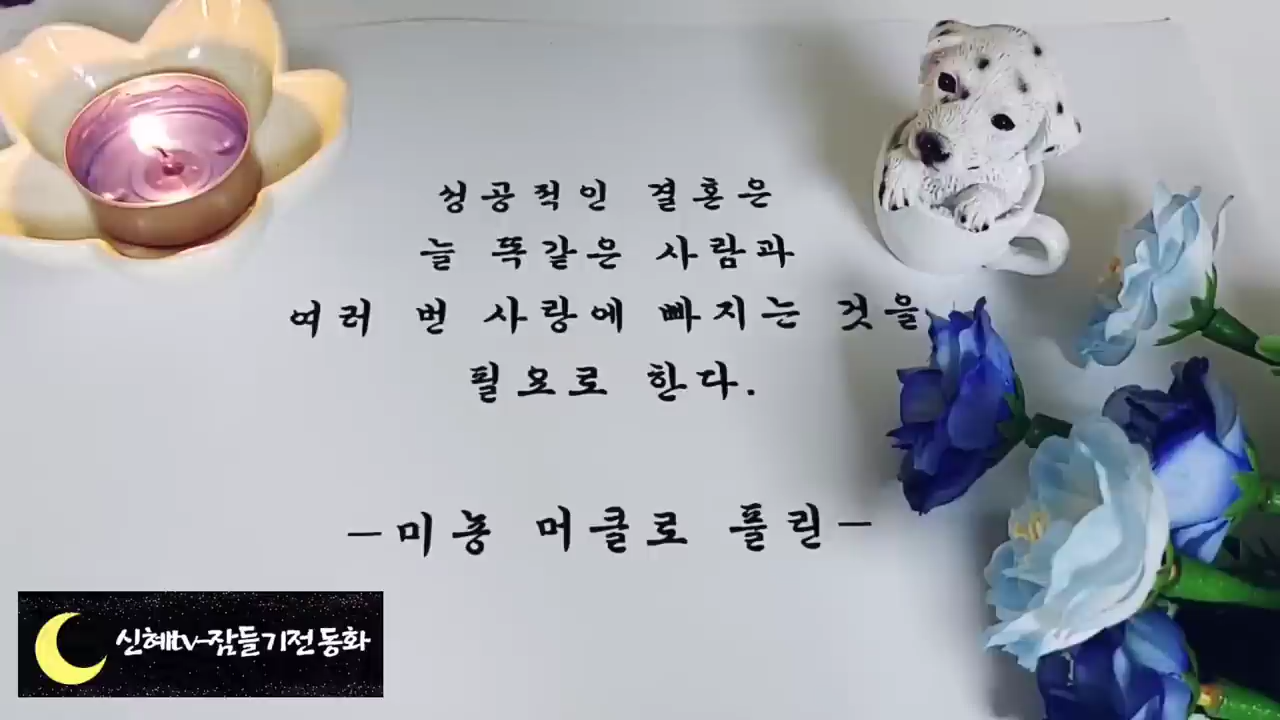 성공적인 결혼은
늘 똑같은 사람과
여러 번 사랑에 빠지는 것을
필요로 한다.
-미뇽 머클로 플린-
신혜tv-잠들기전 동화